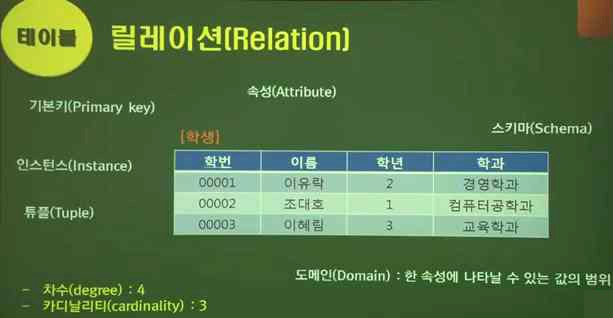 테이블
릴레이션(Relation)
속성(Attribute)
기본키(Primary key)
스키마(Schema)
[학생]
인스턴스(Instance)
튜플(Tuple)
학번 이름 학년 학과
00001 이유락 2 경영학과
00002 조대호 1 컴퓨터공학과
00003 이혜림 3 교육학과
도메인(Domain) : 한 속성에 나타날 수 있는 값의 범위
- 차수(degree) : 4
- 카디날리티(cardinality) : 3